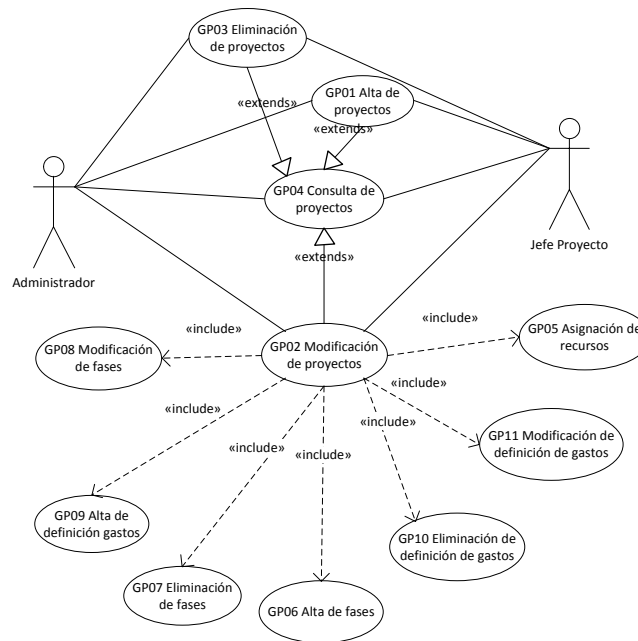 GP03 Eliminación
de proyectos
«extends»
GP01 Alta de
proyectos
«extends»
GP04 Consulta de
proyectos
Administrador
Jefe Proyecto
«extends»
«include»
«include»
GP08 Modificación
de fases
GP02 Modificación
de proyectos
GP05 Asignación de
recursos
«include»
«include»
«include»
«include»
«include»
GP11 Modificación de
definición de gastos
GP09 Alta de
definición gastos
GP10 Eliminación de
definición de gastos
GP07 Eliminación
de fases
GP06 Alta de fases